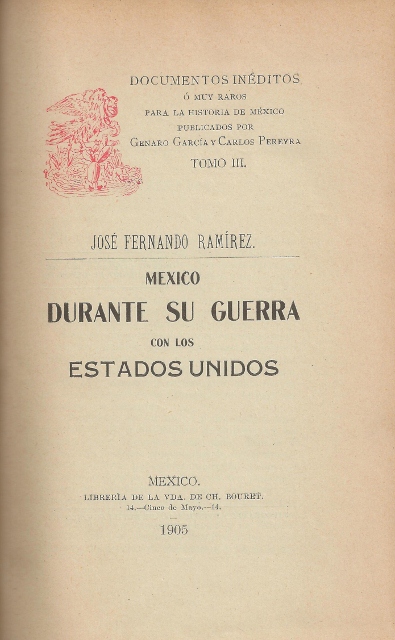 DOCUMENTOS INÉDITOS
Ó MUY RAROS
PARA LA HISTORIA DE MÉXICO
PUBLICADOS POR
GENARO GARCÍA Y CARLOS PEREYRA
TOMO III.
JOSÉ FERNANDO RAMÍREZ.
MEXICO
DURANTE SU GUERRA
CON LOS
ESTADOS UNIDOS
MEXICO.
LIBRERÍA DE LA VDA. DE CH. BOURET.
14.—Cinco de Mayo.—14.
1905